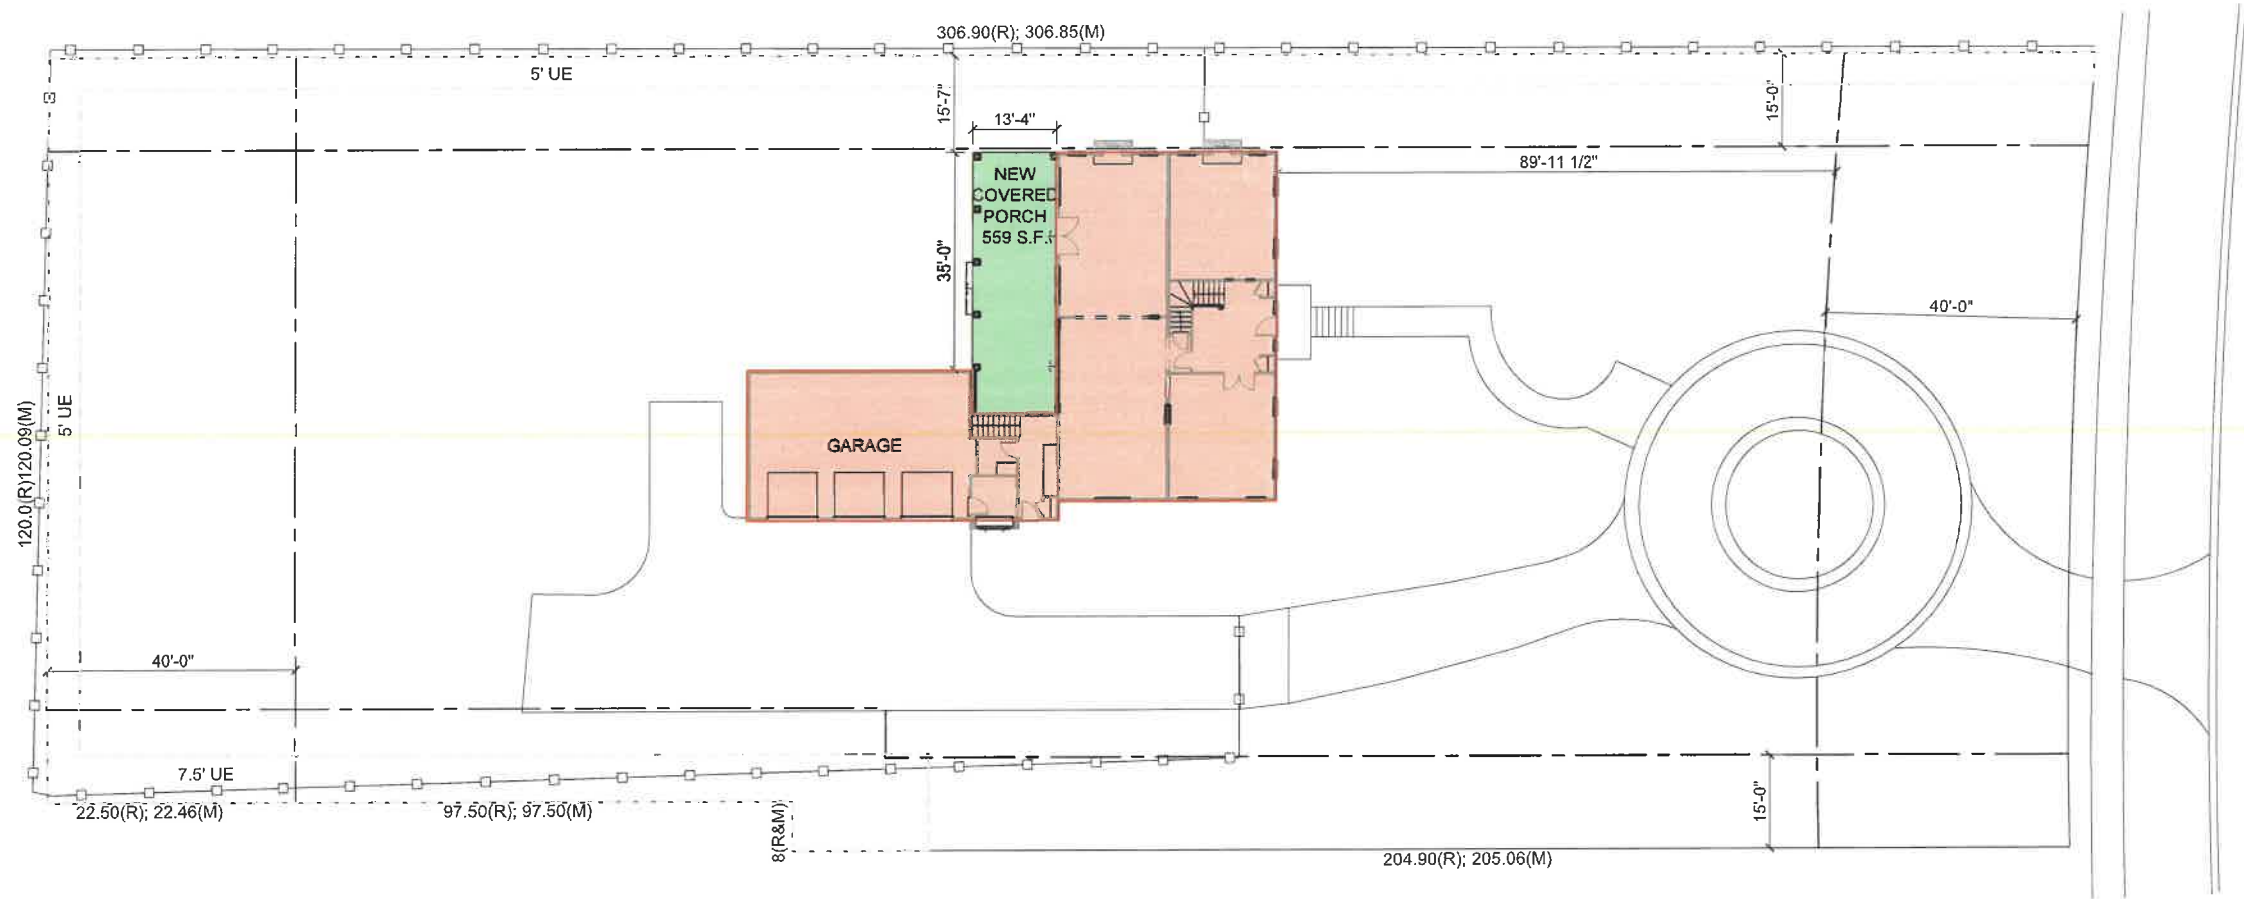 306.90(R); 306.85(M)
5' UE
15'-7"
15'-0"
13'-4"
89'-11 1/2"
NEW
COVERED
PORCH
559 S.F.
35'-0"
40'-0"
120.0(R)120.09(M)
5' UE
GARAGE
40'-0"
7.5' UE
22.50(R); 22.46(M)
97.50(R); 97.50(M)
8(R&M)
15'-0"
204.90(R); 205.06(M)